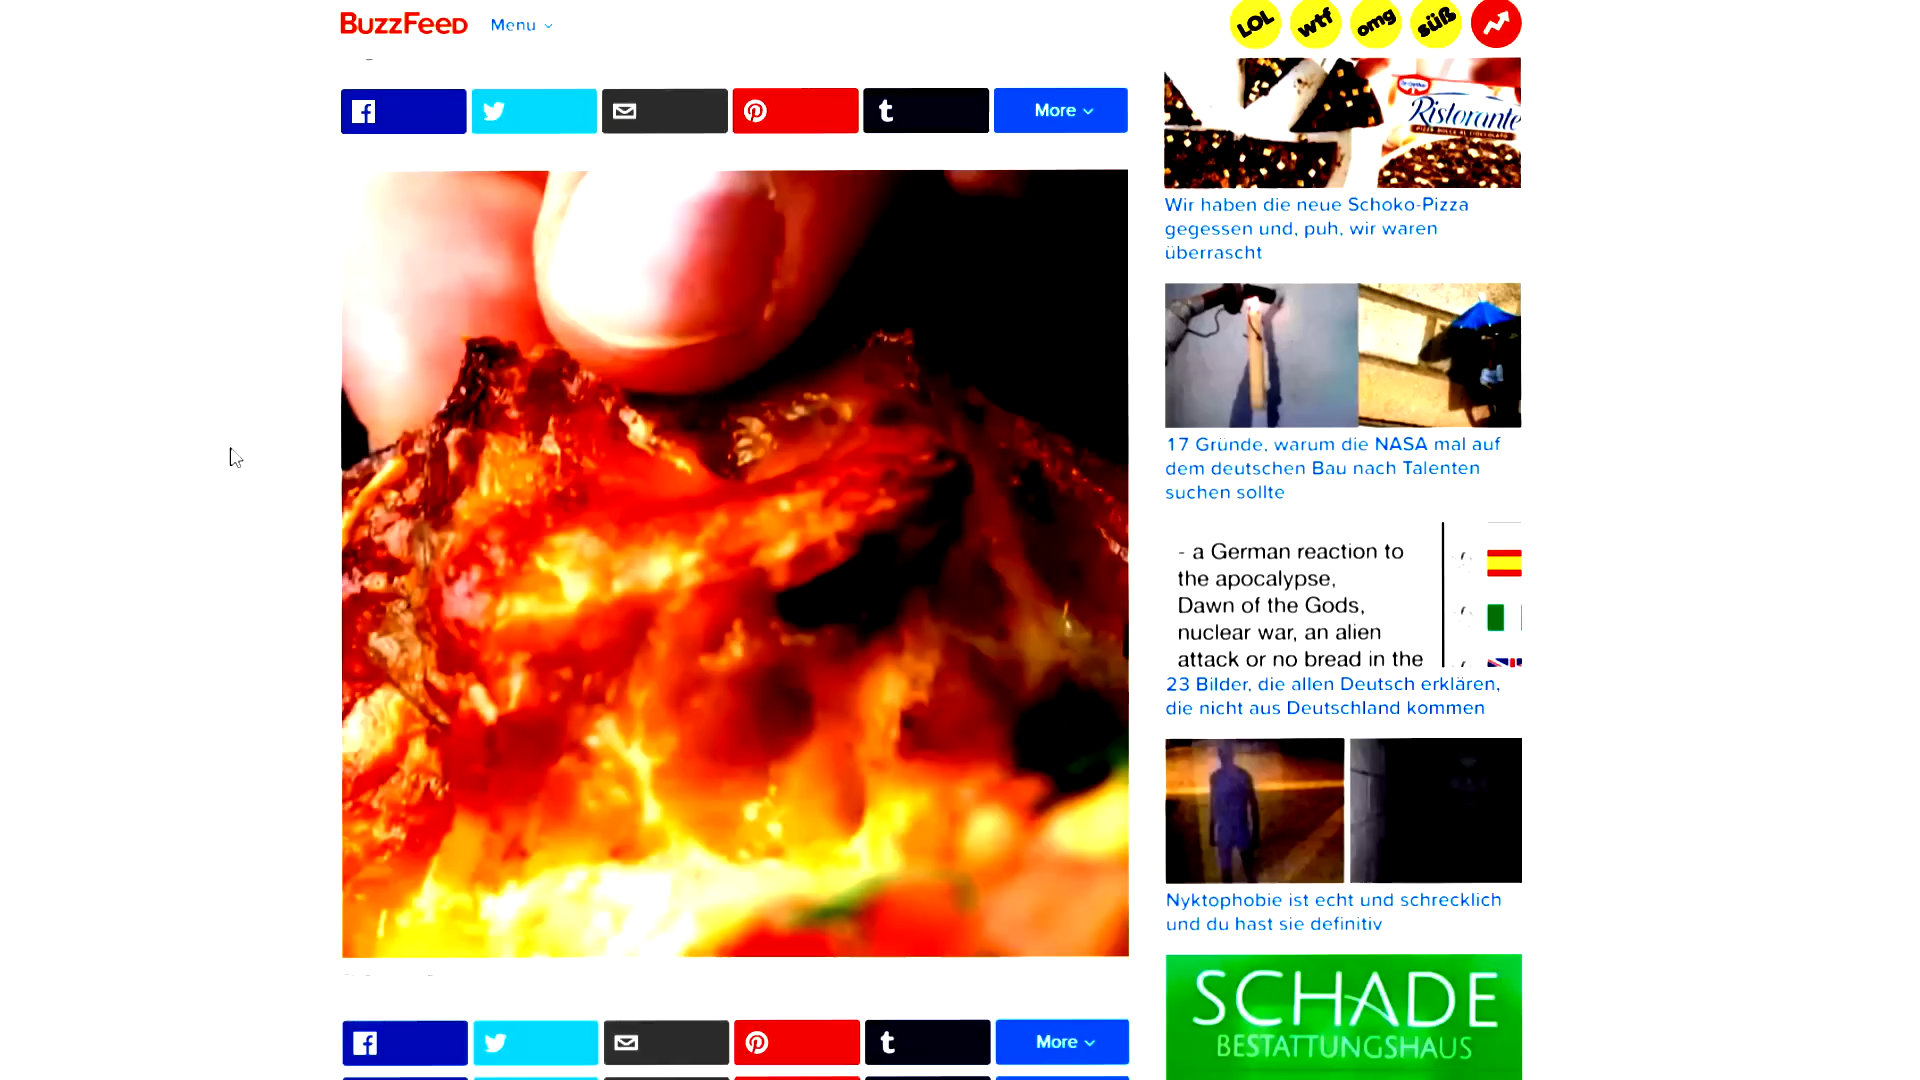 BuzzFeed
Menu
LOL
wtf
omg
süß
More
Ristorante
Wir haben die neue Schoko-Pizza
gegessen und, puh, wir waren
überrascht
17 Gründe, warum die NASA mal auf
dem deutschen Bau nach Talenten
suchen sollte
- a German reaction to
the apocalypse,
Dawn of the Gods,
nuclear war, an alien
attack or no bread in the
23 Bilder, die allen Deutsch erklären,
die nicht aus Deutschland kommen
Nyktophobie ist echt und schrecklich
und du hast sie definitiv
SCHADE
BESTATTUNGSHAUS
More